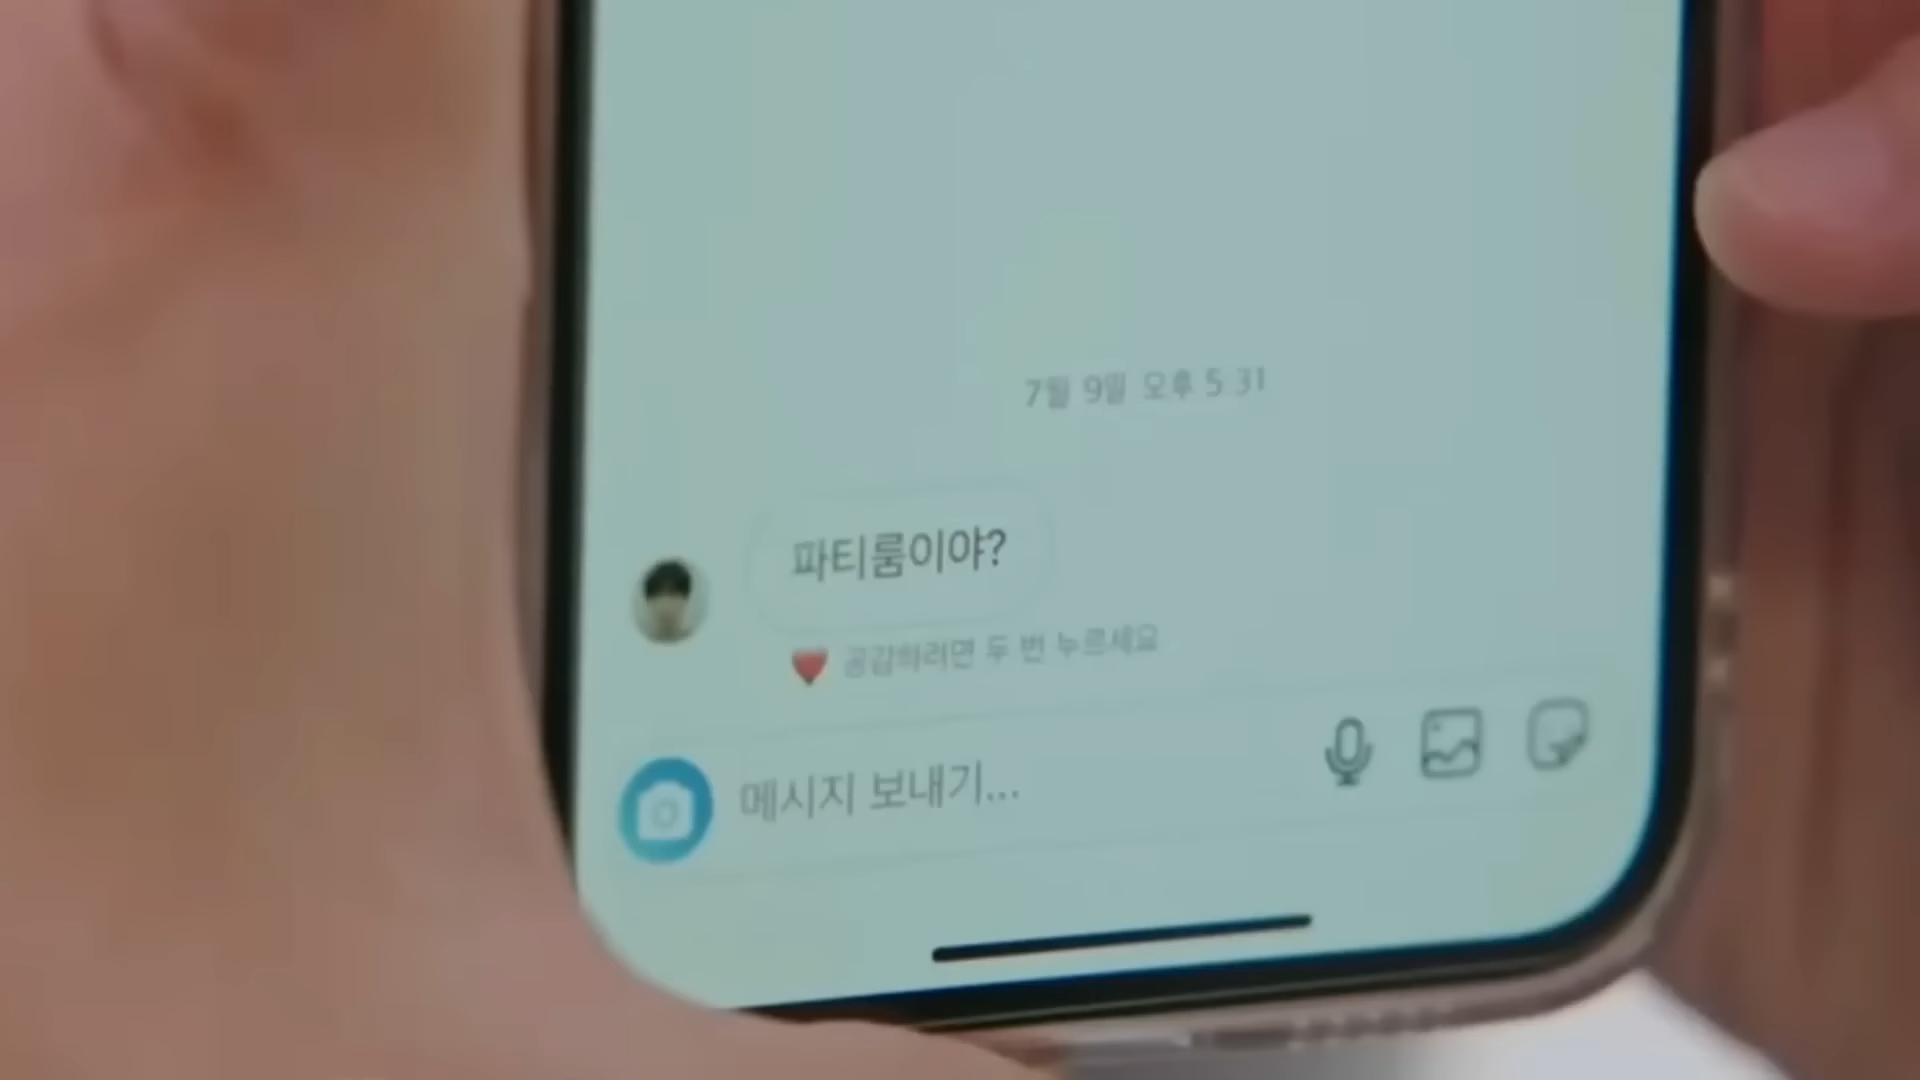 7월 9일 오후 5:31
파티룸이야?
공감하려면 두 번 누르세요
메시지 보내기...